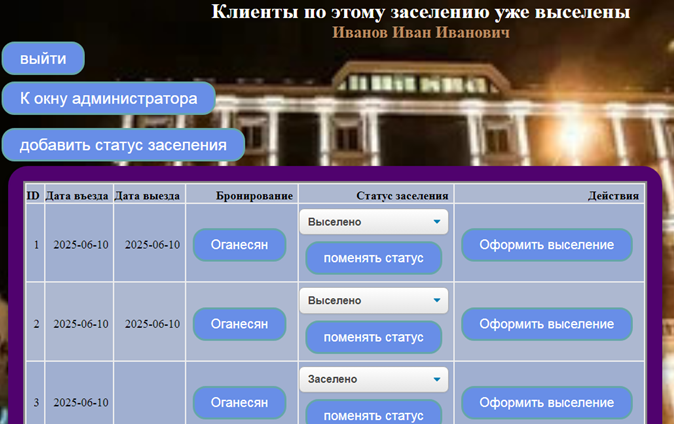 Клиенты по этому заселению уже выселены
Иванов Иван Иванович
выйти
К окну администратора
добавить статус заселения
ID Дата въезда Дата выезда Бронирование Статус заселения Действия
1 2025-06-10 2025-06-10 Оганесян Выселено Оформить выселение
поменять статус
2 2025-06-10 2025-06-10 Оганесян Выселено Оформить выселение
поменять статус
3 2025-06-10 Оганесян Заселено Оформить выселение
поменять статус